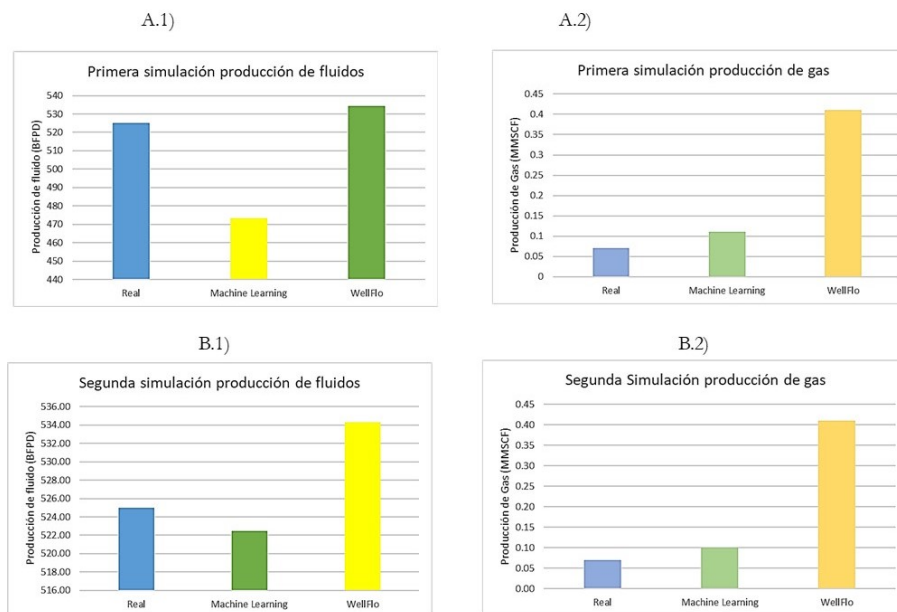 A.1)
A.2)
Primera simulación producción de fluidos
Producción de fluido (BFPD)
540
530
520
510
500
490
480
470
460
450
440
Real
Machine Learning
WellFlo
Primera simulación producción de gas
Producción de Gas (MMSCF)
0.45
0.4
0.35
0.3
0.25
0.2
0.15
0.1
0.05
0
Real
Machine Learning
WellFlo
B.1)
B.2)
Segunda simulación producción de fluidos
Producción de fluido (BFPD)
536.00
534.00
532.00
530.00
528.00
526.00
524.00
522.00
520.00
518.00
516.00
Real
Machine Learning
WellFlo
Segunda Simulación producción de gas
Producción de Gas (MMSCF)
0.45
0.40
0.35
0.30
0.25
0.20
0.15
0.10
0.05
0.00
Real
Machine Learning
WellFlo